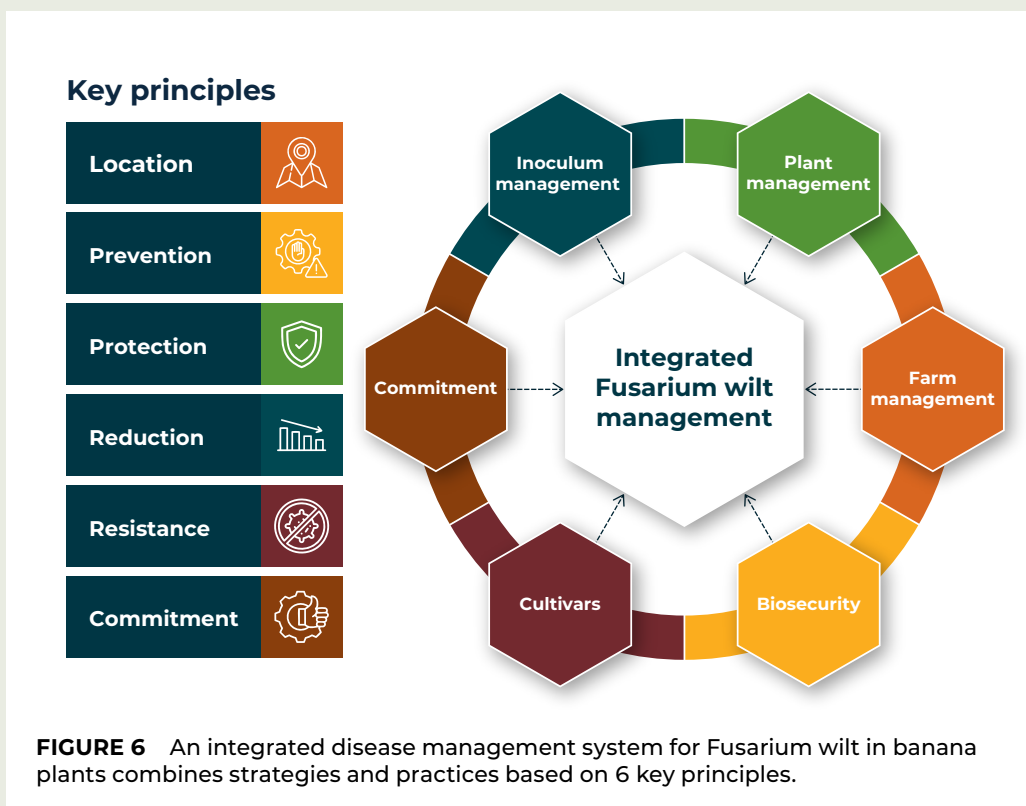 Key principles
Location
Prevention
Protection
Reduction
Resistance
Commitment
Inoculum
management
Plant
management
Commitment
Integrated
Fusarium wilt
management
Farm
management
Cultivars
Biosecurity
FIGURE 6 An integrated disease management system for Fusarium wilt in banana
plants combines strategies and practices based on 6 key principles.